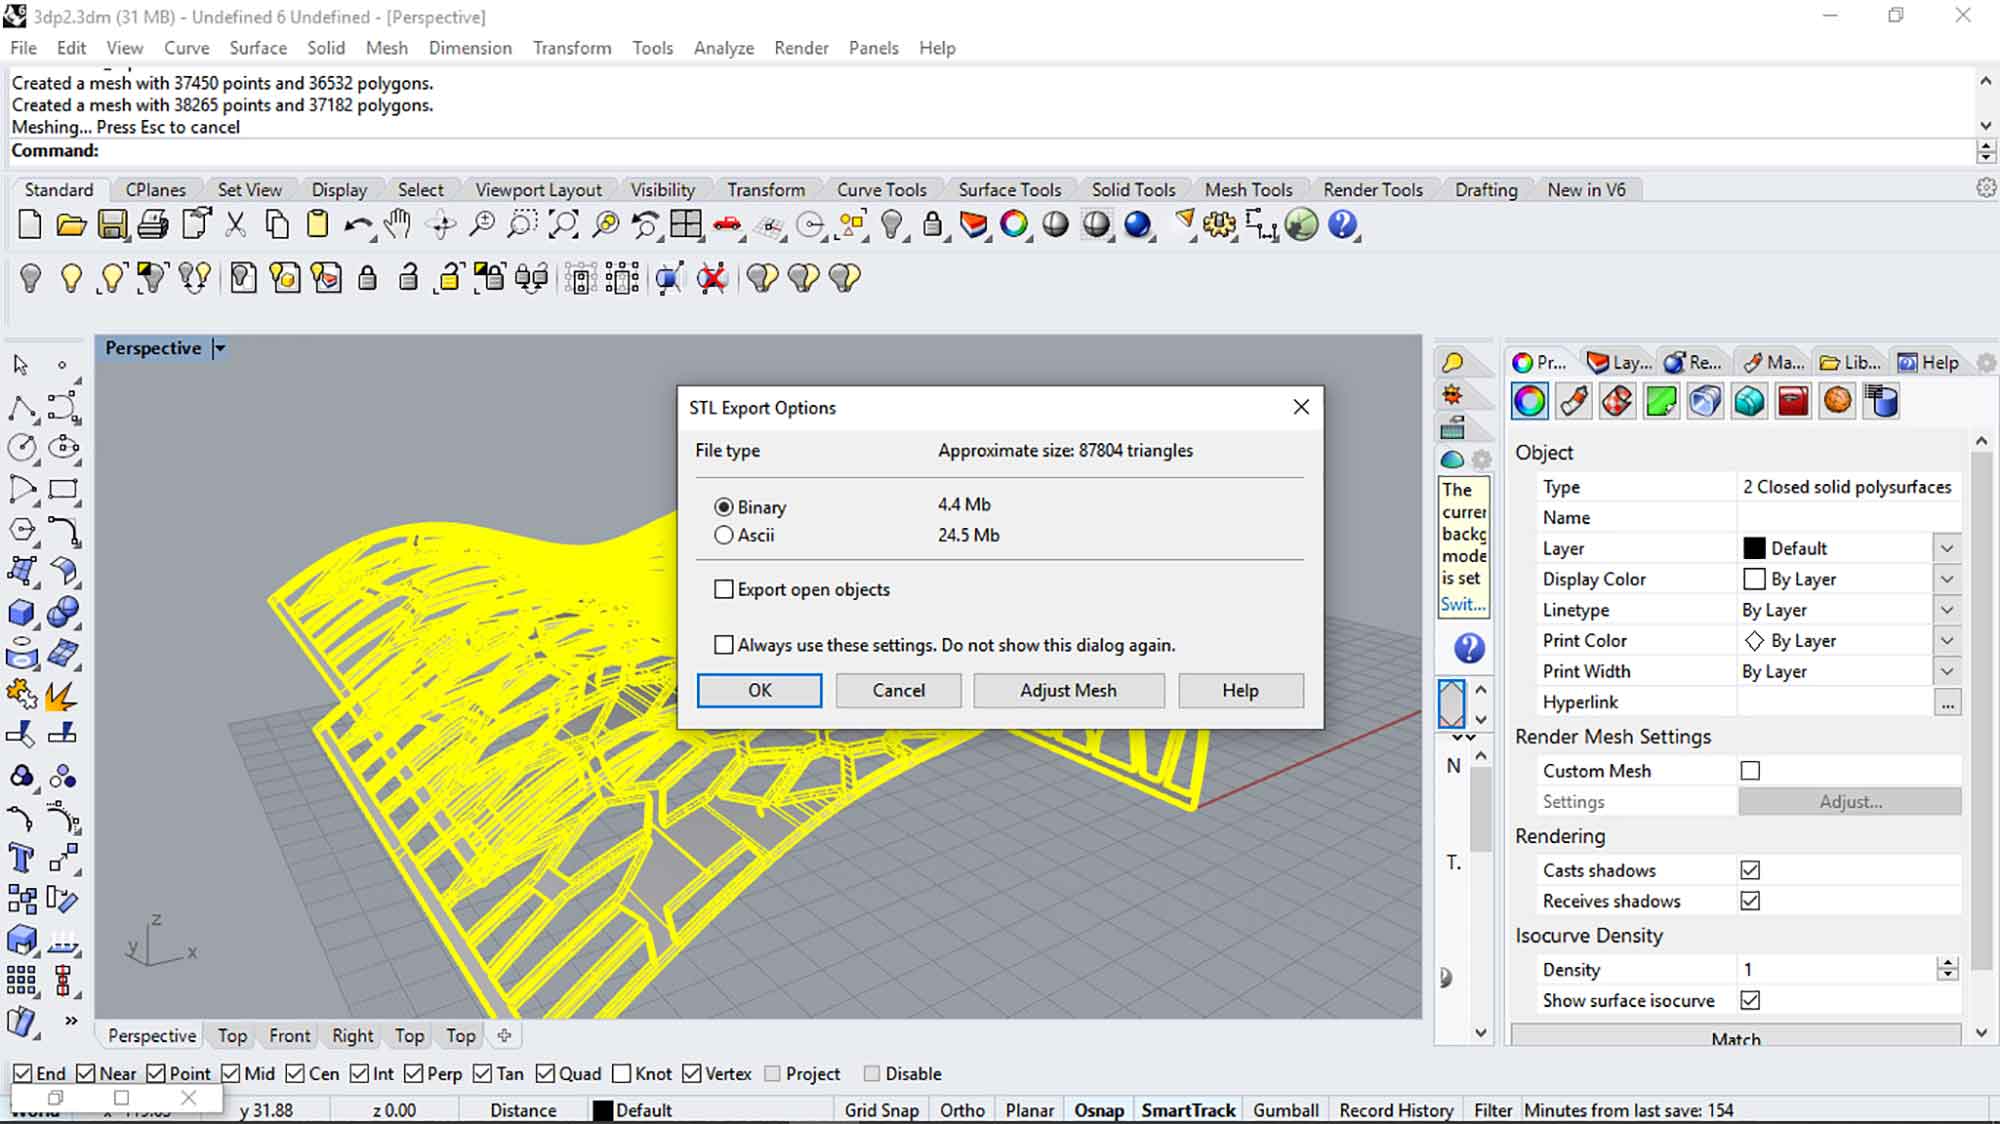 3dp2.3dm (31 MB) - Undefined 6 Undefined - [Perspective]
File Edit View Curve Surface Solid Mesh Dimension Transform Tools Analyze Render Panels Help
Created a mesh with 37450 points and 36532 polygons.
Created a mesh with 38265 points and 37182 polygons.
Meshing... Press Esc to cancel
Command:
Standard CPlanes Set View Display Select Viewport Layout Visibility Transform Curve Tools Surface Tools Solid Tools Mesh Tools Render Tools Drafting New in V6
Perspective
STL Export Options
File type Approximate size: 87804 triangles
Binary 4.4 Mb
Ascii 24.5 Mb
Export open objects
Always use these settings. Do not show this dialog again.
OK Cancel Adjust Mesh Help
z
y x
The
currer
backg
mode
is set
Swit...
N
T.
Pr... Lay... Re... Ma... Lib... Help
Object
Type 2 Closed solid polysurfaces
Name
Layer Default
Display Color By Layer
Linetype By Layer
Print Color By Layer
Print Width By Layer
Hyperlink ...
Render Mesh Settings
Custom Mesh
Settings Adjust...
Rendering
Casts shadows
Receives shadows
Isocurve Density
Density 1
Show surface isocurve
Match
Perspective Top Front Right Top Top
End Near Point Mid Cen Int Perp Tan Quad Knot Vertex Project Disable
y 31.88 z 0.00 Distance Default Grid Snap Ortho Planar Osnap SmartTrack Gumball Record History Filter Minutes from last save: 154